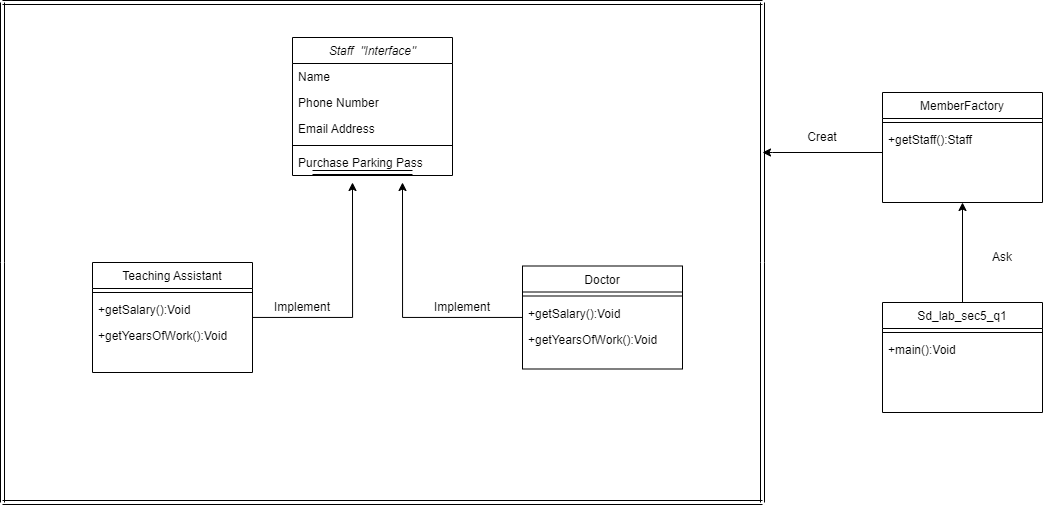 Staff "Interface"
Name
Phone Number
Email Address
Purchase Parking Pass
Teaching Assistant
+getSalary():Void
+getYearsOfWork():Void
Implement
Implement
Doctor
+getSalary():Void
+getYearsOfWork():Void
Creat
MemberFactory
+getStaff():Staff
Ask
Sd_lab_sec5_q1
+main():Void